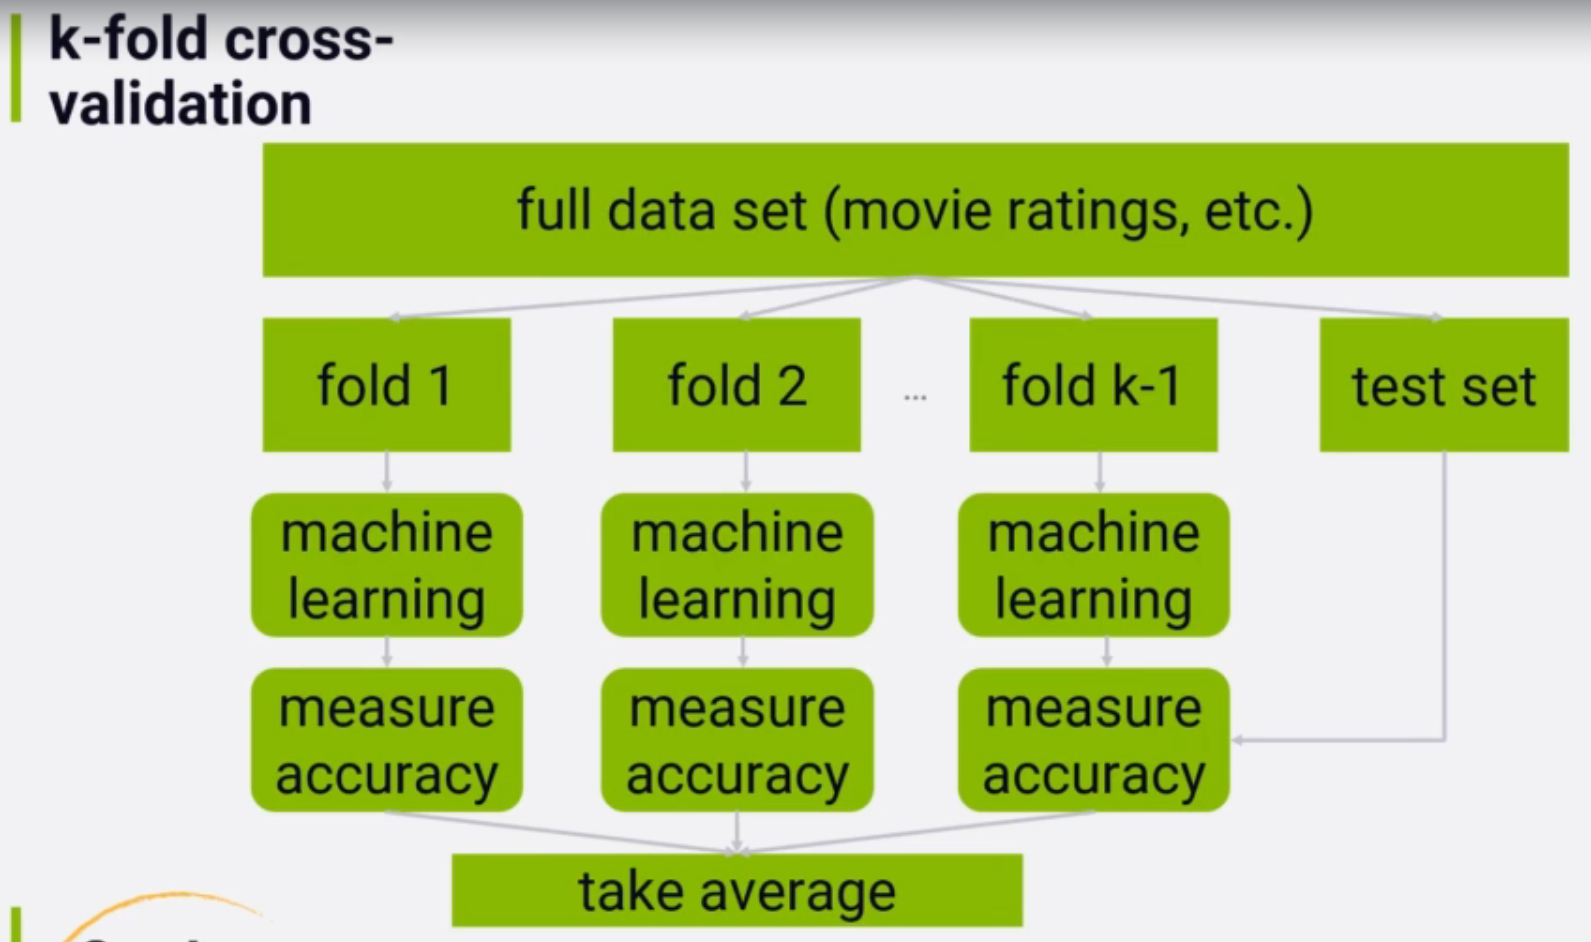 k-fold cross-
validation
full data set (movie ratings, etc.)
fold 1
fold 2
...
fold k-1
test set
machine
learning
machine
learning
machine
learning
measure
accuracy
measure
accuracy
measure
accuracy
take average